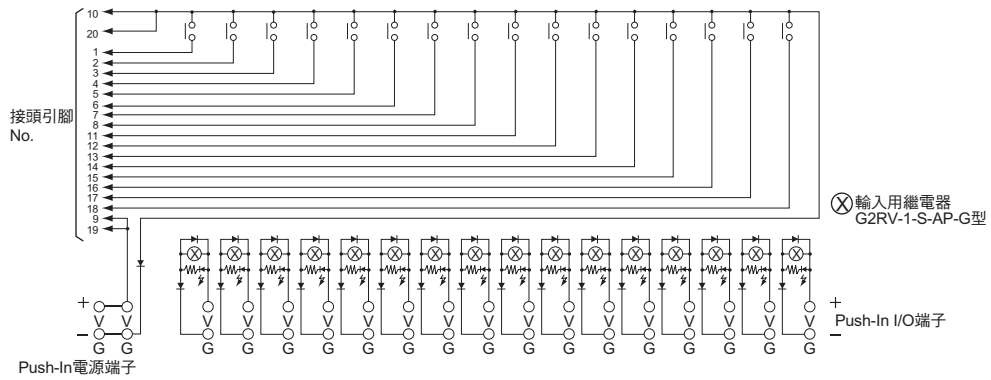 10
20
1
2
3
4
5
6
7
8
11
12
13
14
15
16
17
18
9
19
接頭引腳
No.
X 輸入用繼電器
G2RV-1-S-AP-G型
X X X X X X X X X X X X X X X X
+ +
V V V V V V V V V V V V V V V V V V
Push-In I/O端子
− −
G G G G G G G G G G G G G G G G G G
Push-In電源端子